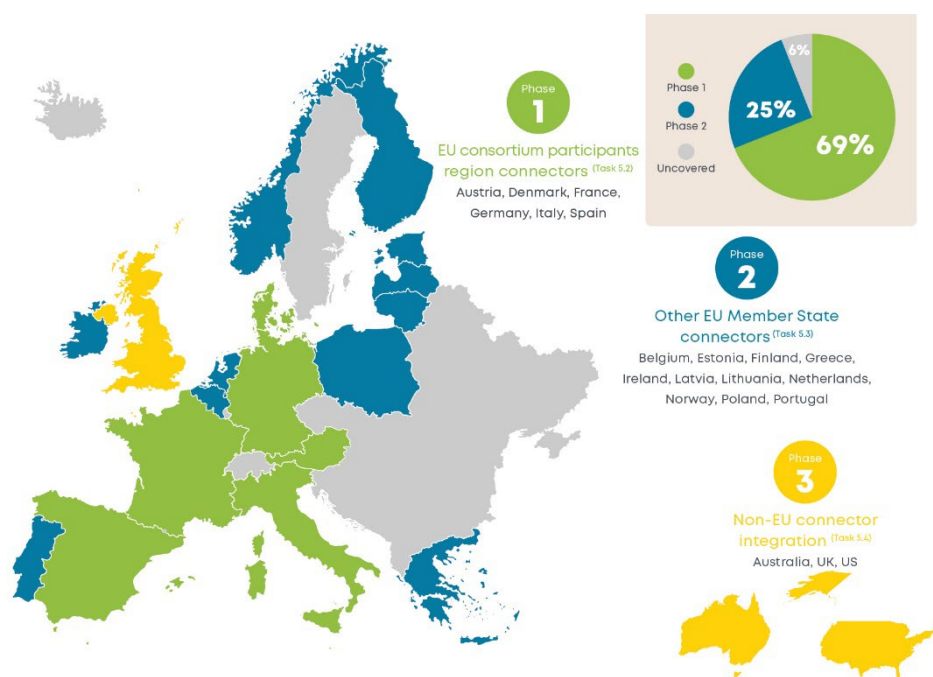 Phase
1
EU consortium participants
region connectors (Task 5.2)
Austria, Denmark, France,
Germany, Italy, Spain
Phase 1
Phase 2
Uncovered
6%
25%
69%
Phase
2
Other EU Member State
connectors (Task 5.3)
Belgium, Estonia, Finland, Greece,
Ireland, Latvia, Lithuania, Netherlands,
Norway, Poland, Portugal
Phase
3
Non-EU connector
integration (Task 5.4)
Australia, UK, US